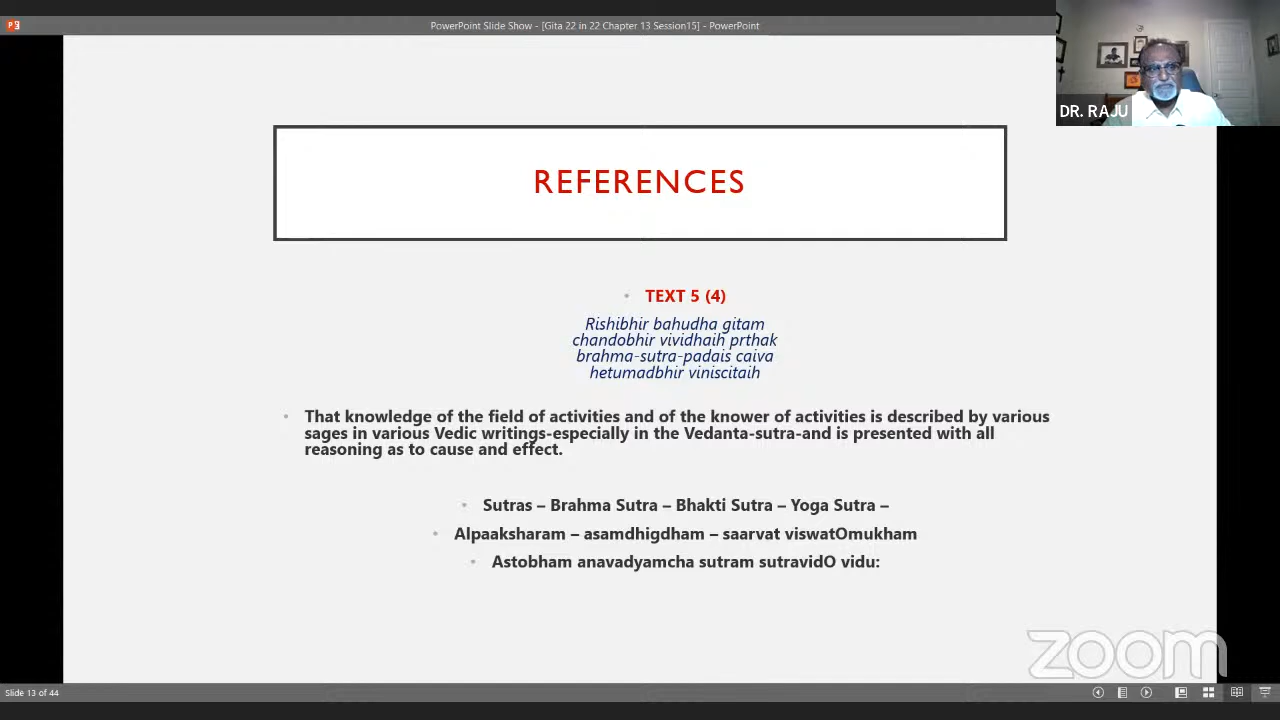 PowerPoint Slide Show - [Gita 22 in 22 Chapter 13 Session15] - PowerPoint
DR. RAJU
REFERENCES
• TEXT 5 (4)
Rishibhir bahudha gitam
chandobhir vividhaih prthak
brahma-sutra-padais caiva
hetumadbhir viniscitaih
• That knowledge of the field of activities and of the knower of activities is described by various
sages in various Vedic writings-especially in the Vedanta-sutra-and is presented with all
reasoning as to cause and effect.
• Sutras – Brahma Sutra – Bhakti Sutra – Yoga Sutra –
• Alpaaksharam – asamdhigdham – saarvat viswatOmukham
• Astobham anavadyamcha sutram sutravidO vidu:
zoom
Slide 13 of 44